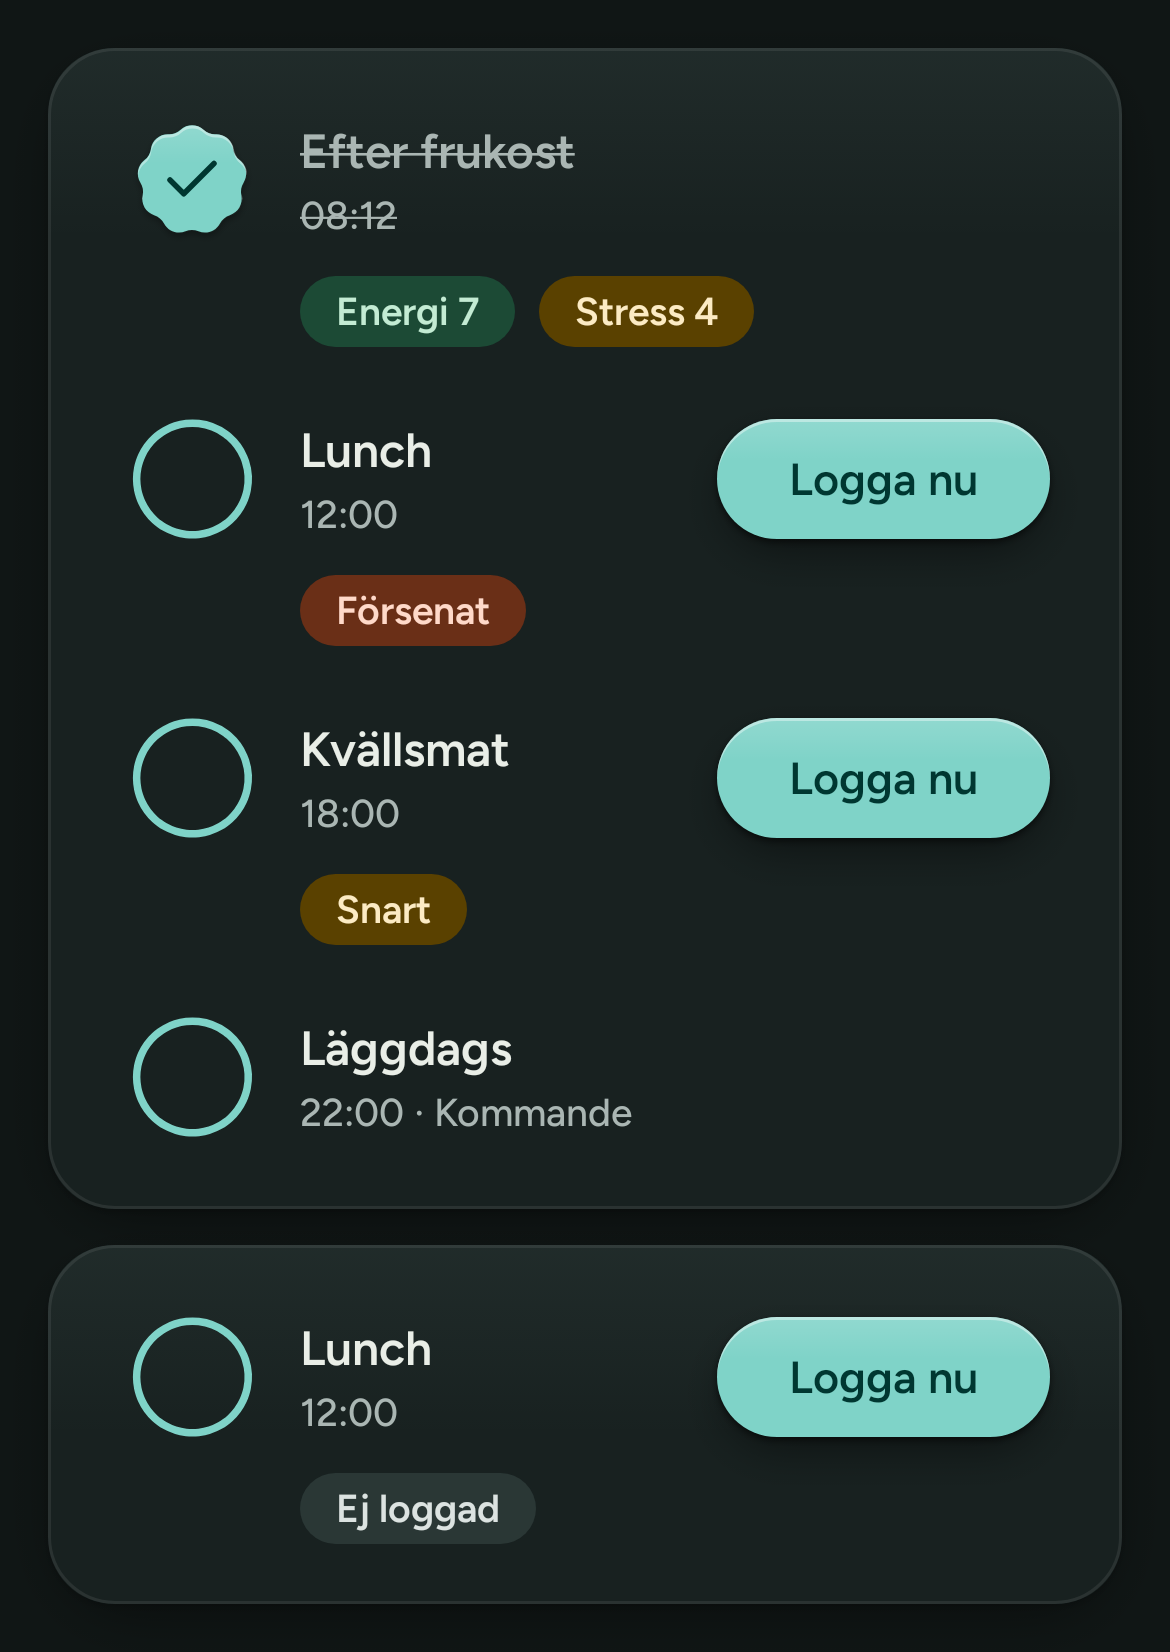 Efter frukost
08:12
Energi 7 Stress 4
Lunch
Logga nu
12:00
Försenat
Kvällsmat
Logga nu
18:00
Snart
Läggdags
22:00 · Kommande
Lunch
Logga nu
12:00
Ej loggad